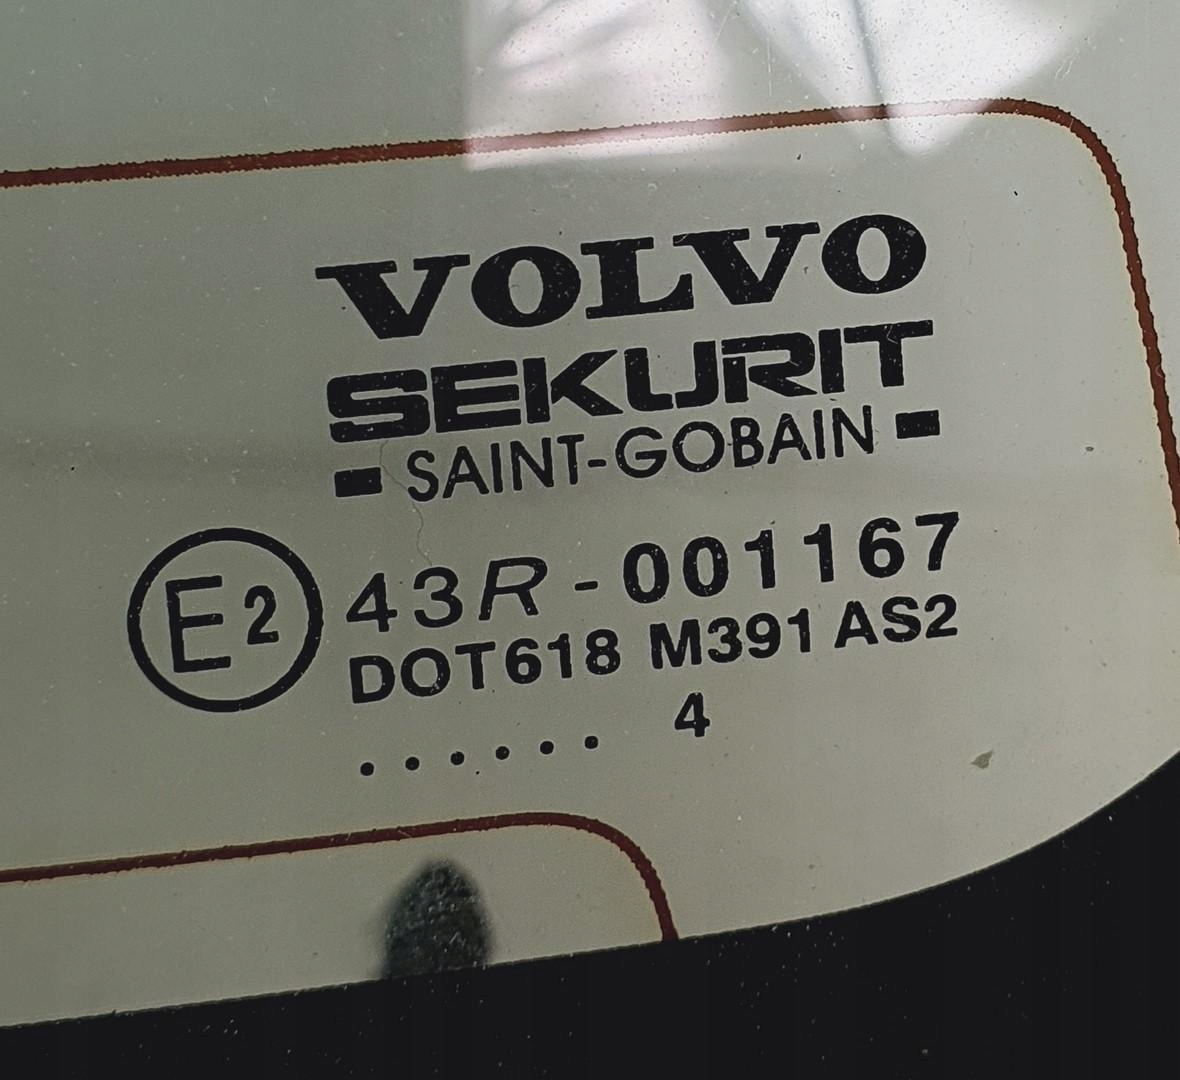 VOLVO
SEKURIT
SAINT-GOBAIN
E2 43R - 001167
DOT618 M391 AS2
...... 4